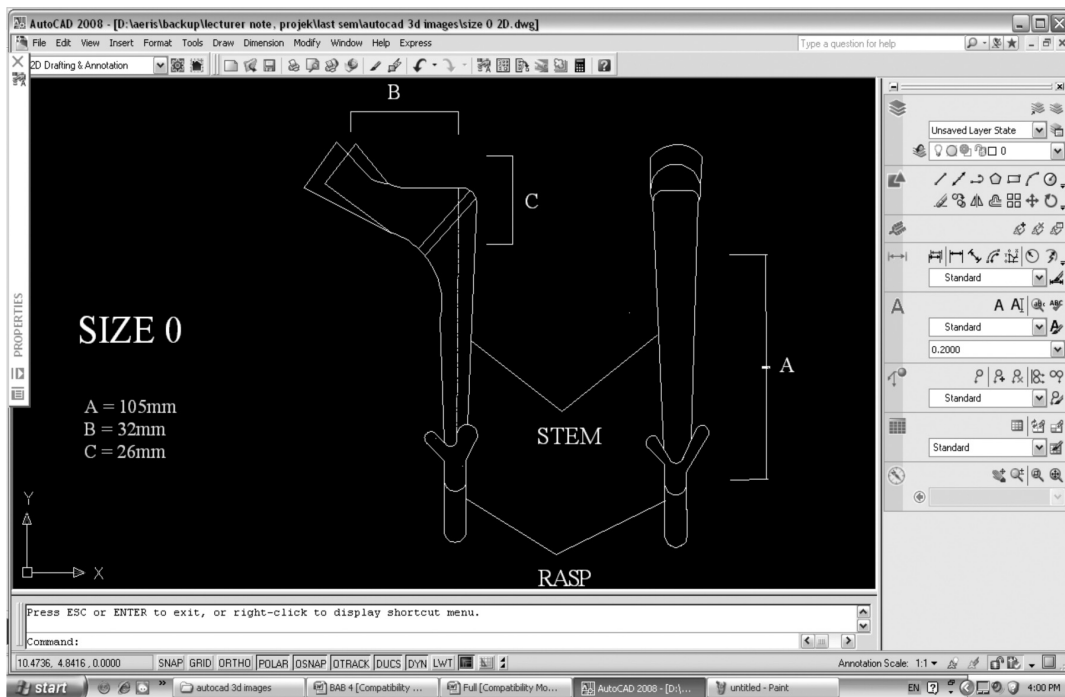 AutoCAD 2008 - [D:\aeris\backup\lecturer note, projek\last sem\autocad 3d images\size 0 2D.dwg]
File Edit View Insert Format Tools Draw Dimension Modify Window Help Express
Type a question for help
2D Drafting & Annotation
Unsaved Layer State
0
Standard
Standard
0.2000
Standard
Standard
PROPERTIES
B
C
A
SIZE 0
A = 105mm
B = 32mm
C = 26mm
STEM
RASP
Y
X
Press ESC or ENTER to exit, or right-click to display shortcut menu.
Command:
10.4736, 4.8416 , 0.0000 SNAP GRID ORTHO POLAR OSNAP OTRACK DUCS DYN LWT Annotation Scale: 1:1
start autocad 3d images BAB 4 [Compatibility ... Full [Compatibility Mo... AutoCAD 2008 - [D:\... untitled - Paint EN 4:00 PM